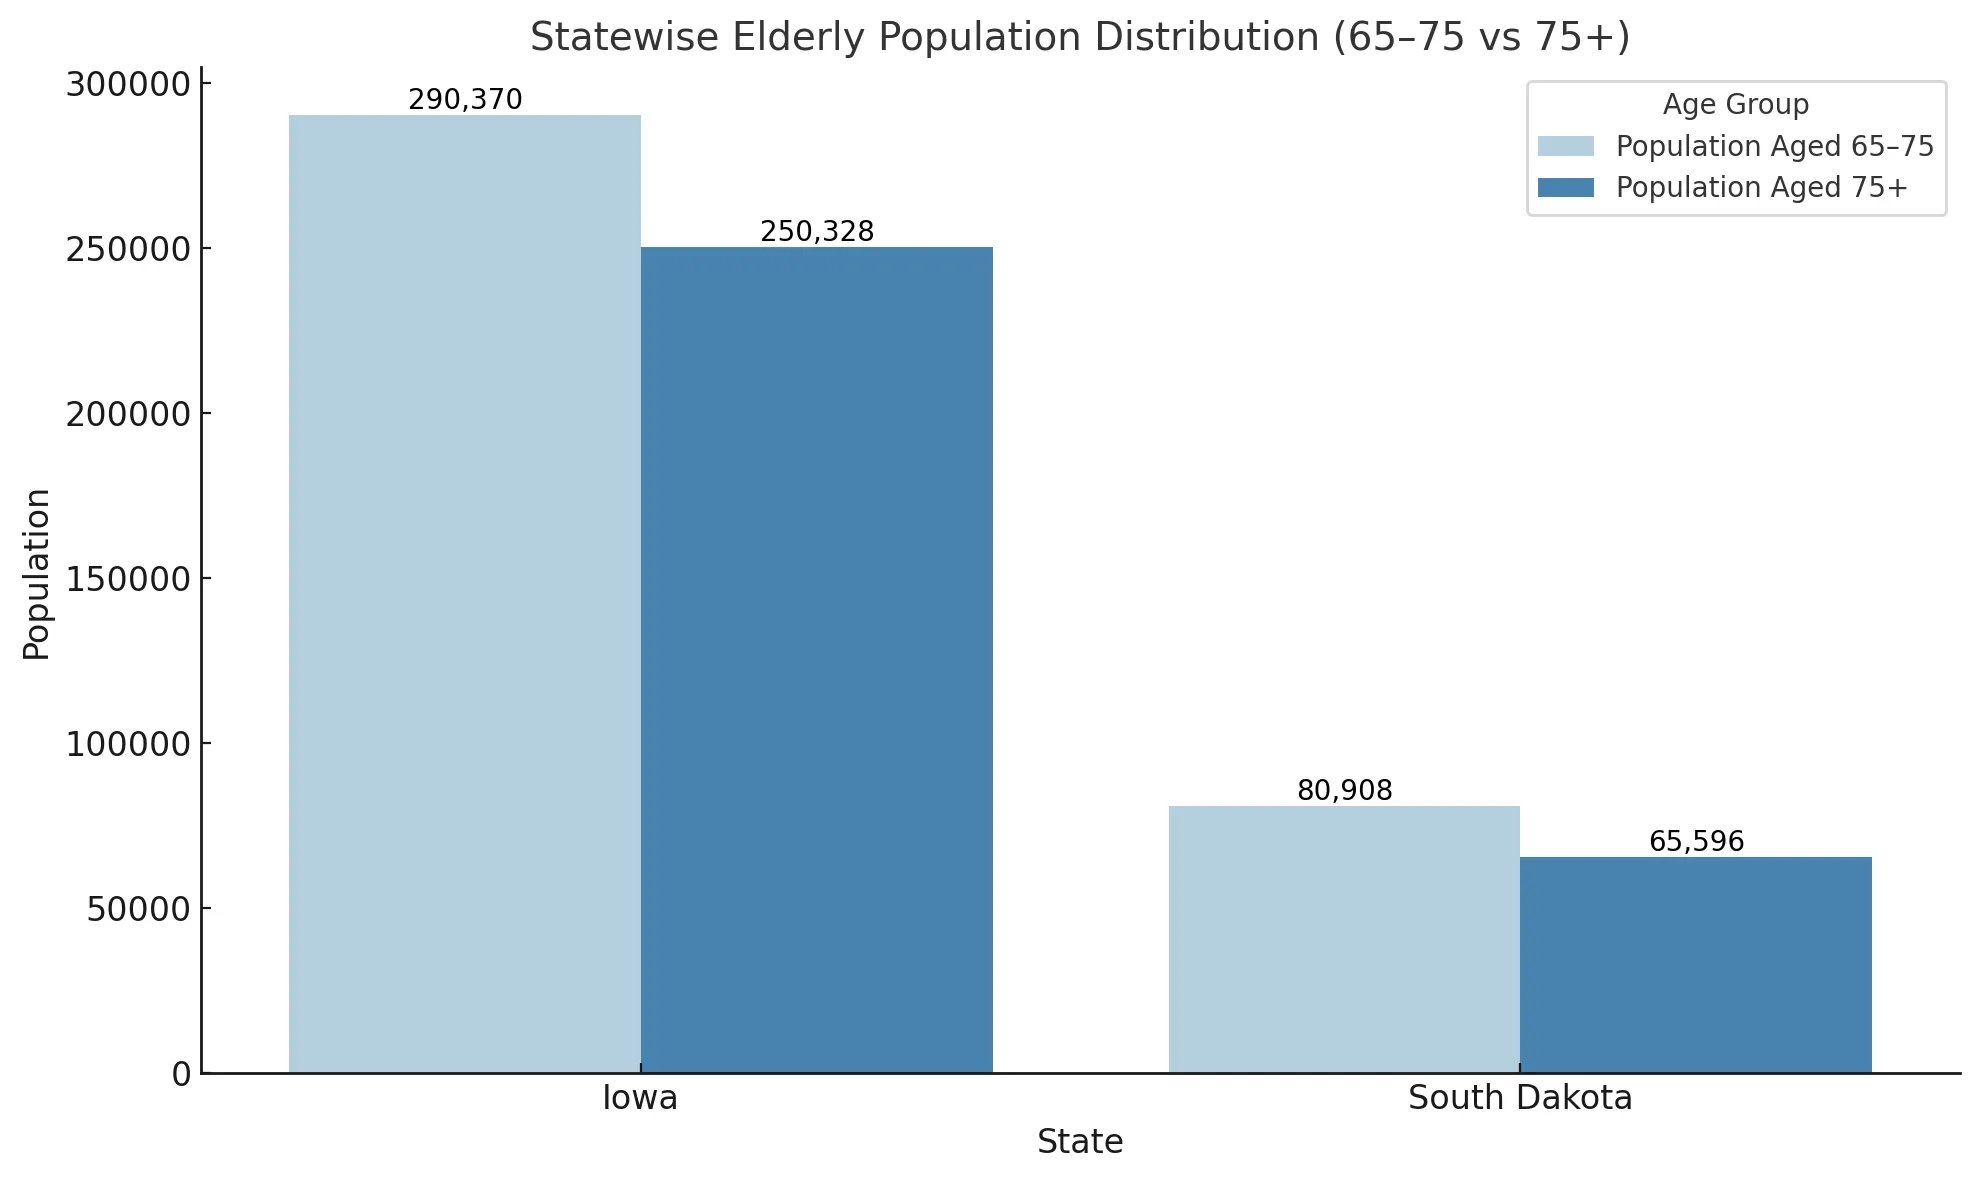 Statewise Elderly Population Distribution (65–75 vs 75+)
Age Group
Population Aged 65–75
Population Aged 75+
Population
300000
250000
200000
150000
100000
50000
0
290,370
250,328
80,908
65,596
Iowa
South Dakota
State